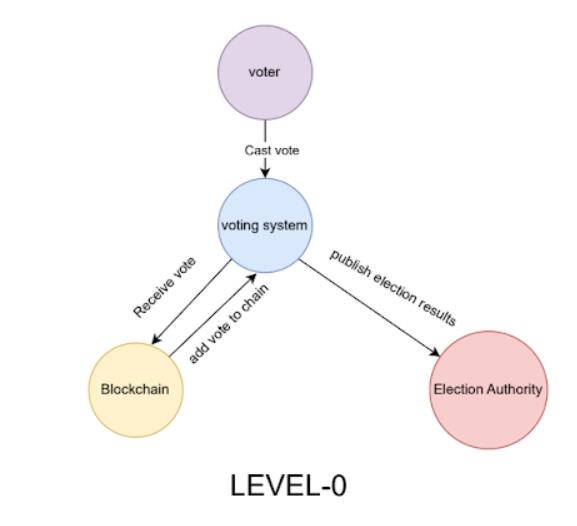 voter
Cast vote
voting system
Receive vote
add vote to chain
publish election results
Blockchain
Election Authority
LEVEL-0